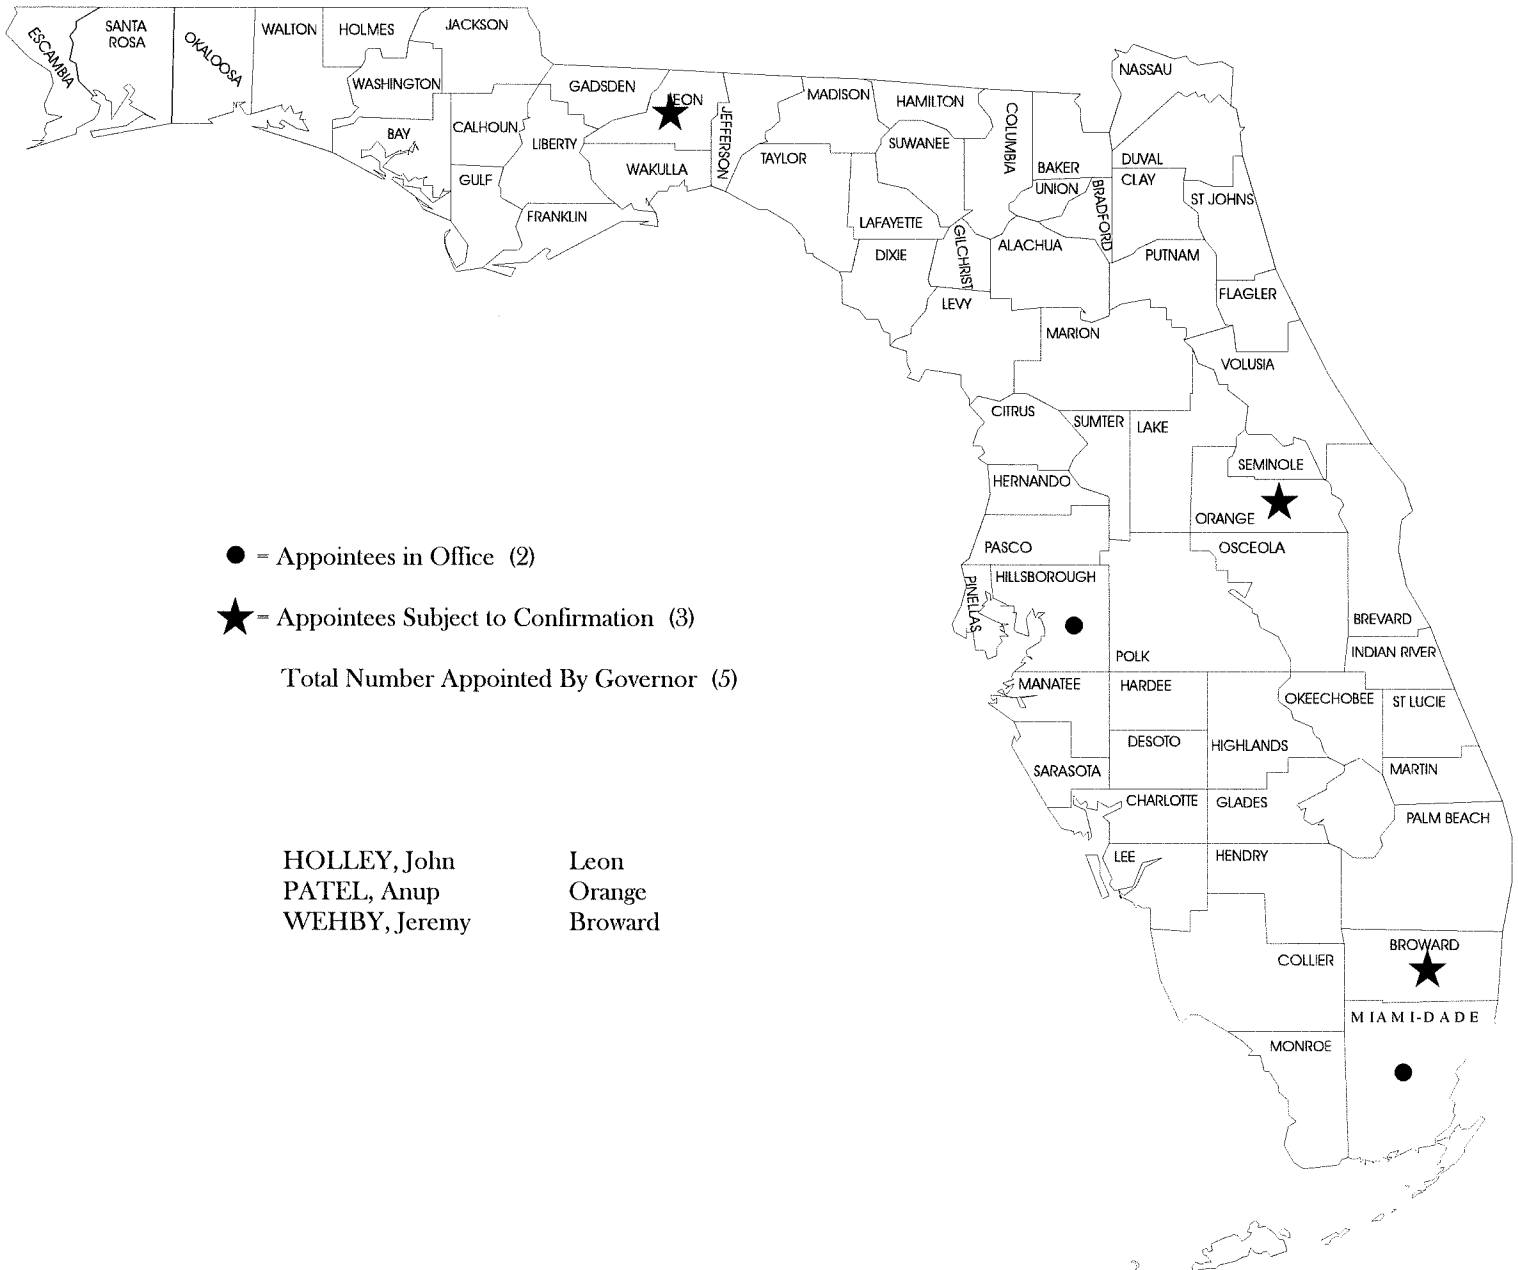 ESCAMBIA
SANTA
ROSA
OKALOOSA
WALTON
HOLMES
JACKSON
WASHINGTON
BAY
CALHOUN
GULF
GADSDEN
LIBERTY
FRANKLIN
LEON
WAKULLA
JEFFERSON
MADISON
TAYLOR
HAMILTON
SUWANEE
LAFAYETTE
DIXIE
COLUMBIA
GILCHRIST
LEVY
NASSAU
BAKER
UNION
BRADFORD
ALACHUA
DUVAL
CLAY
ST JOHNS
PUTNAM
FLAGLER
MARION
VOLUSIA
CITRUS
SUMTER
LAKE
SEMINOLE
HERNANDO
ORANGE
PASCO
OSCEOLA
HILLSBOROUGH
PINELLAS
POLK
BREVARD
INDIAN RIVER
MANATEE
HARDEE
OKEECHOBEE
ST LUCIE
DESOTO
HIGHLANDS
SARASOTA
MARTIN
CHARLOTTE
GLADES
PALM BEACH
LEE
HENDRY
BROWARD
COLLIER
MIAMI-DADE
MONROE
= Appointees in Office (2)
= Appointees Subject to Confirmation (3)
Total Number Appointed By Governor (5)
HOLLEY, John Leon
PATEL, Anup Orange
WEHBY, Jeremy Broward